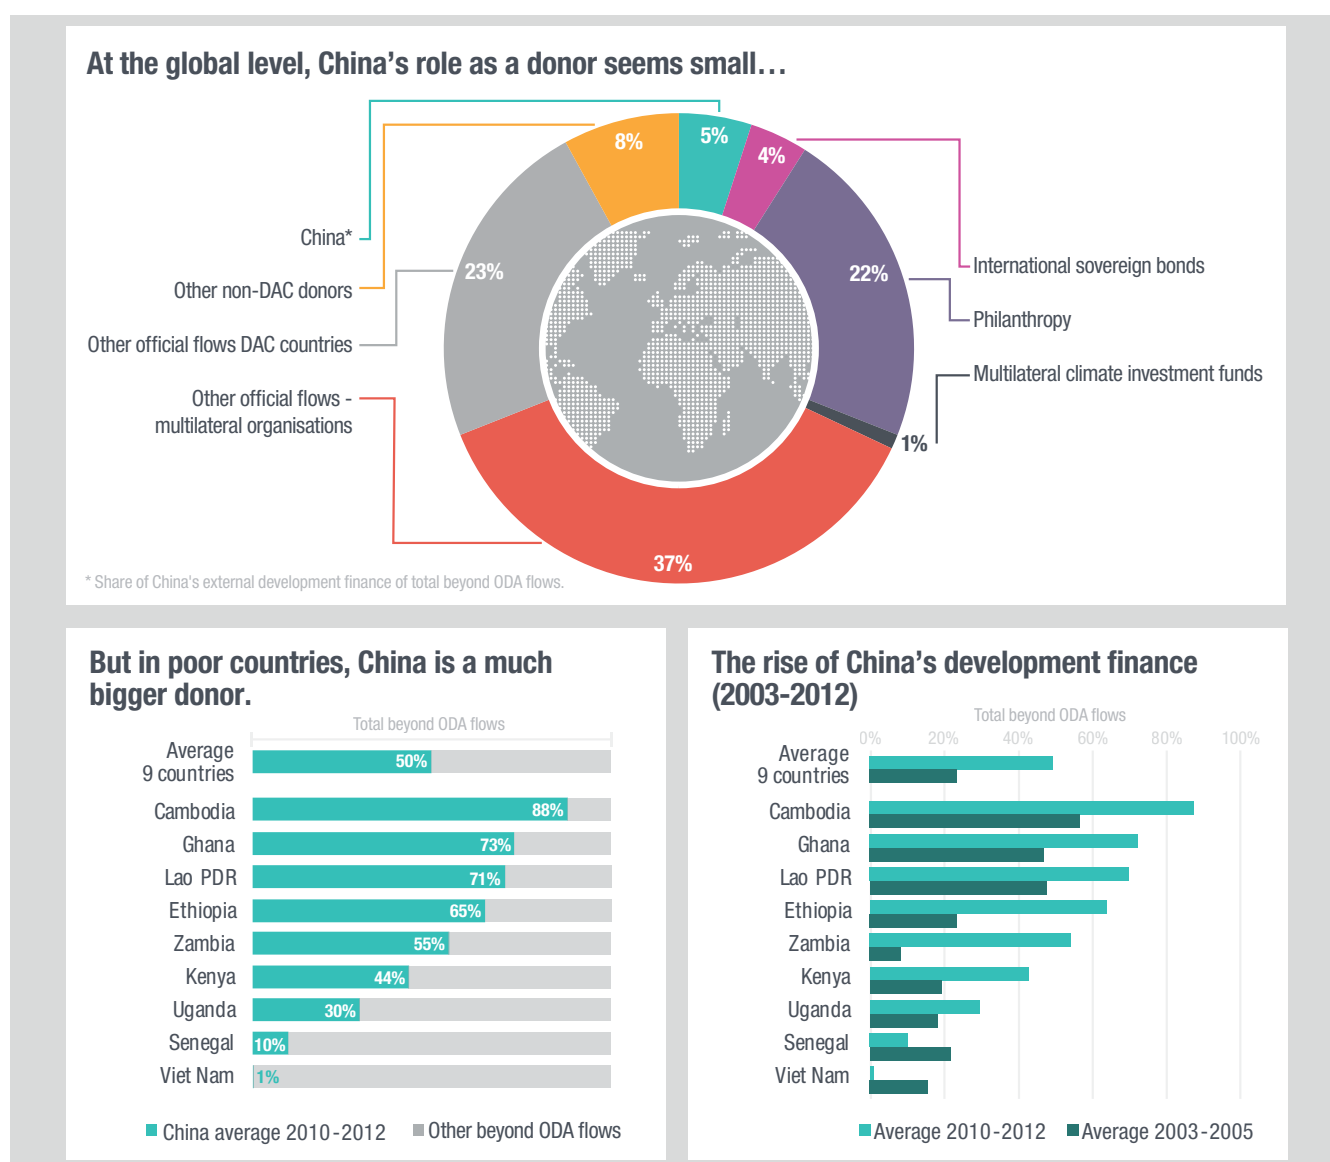 At the global level, China's role as a donor seems small…
8%
5%
4%
China*
23%
22%
International sovereign bonds
Other non-DAC donors
Philanthropy
Other official flows DAC countries
Multilateral climate investment funds
Other official flows -
multilateral organisations
1%
37%
* Share of China's external development finance of total beyond ODA flows.
But in poor countries, China is a much
bigger donor.
Total beyond ODA flows
Average
9 countries
50%
Cambodia 88%
Ghana 73%
Lao PDR 71%
Ethiopia 65%
Zambia 55%
Kenya 44%
Uganda 30%
Senegal 10%
Viet Nam 1%
China average 2010-2012 Other beyond ODA flows
The rise of China's development finance
(2003-2012)
Total beyond ODA flows
0% 20% 40% 60% 80% 100%
Average
9 countries
Cambodia
Ghana
Lao PDR
Ethiopia
Zambia
Kenya
Uganda
Senegal
Viet Nam
Average 2010-2012 Average 2003-2005